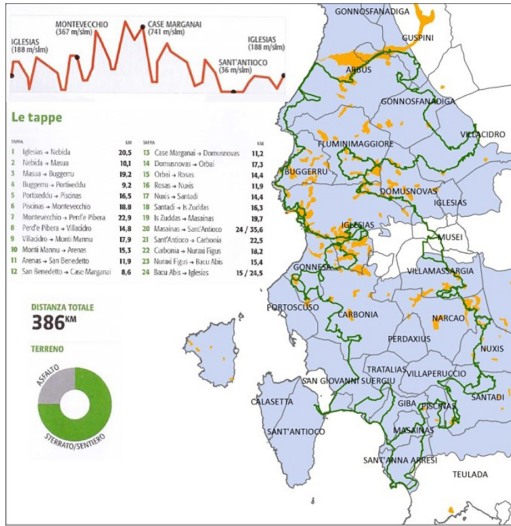 MONTEVECCHIO
(367 m/slm)
CASE MARGANAI
(741 m/slm)
IGLESIAS
(188 m/slm)
IGLESIAS
(188 m/slm)
SANT'ANTIOCO
(36 m/slm)
Le tappe
TAPPA KM TAPPA KM
1 Iglesias → Nebida 20,5
2 Nebida → Masua 10,1
3 Masua → Buggerru 19,2
4 Buggerru → Portixeddu 9,2
5 Portixeddu → Piscinas 16,5
6 Piscinas → Montevecchio 18,8
7 Montevecchio → Perd'e Pibera 22,9
8 Perd'e Pibera → Villacidro 14,8
9 Villacidro → Monti Mannu 17,9
10 Monti Mannu → Arenas 15,3
11 Arenas → San Benedetto 11,9
12 San Benedetto → Case Marganai 8,6
13 Case Marganai → Domusnovas 11,2
14 Domusnovas → Orbai 17,3
15 Orbai → Rosas 14,4
16 Rosas → Nuxis 11,9
17 Nuxis → Santadi 14,4
18 Santadi → Is Zuddas 16,3
19 Is Zuddas → Masainas 19,7
20 Masainas → Sant'Antioco 24 / 35,6
21 Sant'Antioco → Carbonia 22,5
22 Carbonia → Nuraxi Figus 18,2
23 Nuraxi Figus → Bacu Abis 15,4
24 Bacu Abis → Iglesias 15 / 24,5
DISTANZA TOTALE
386 KM
TERRENO
ASFALTO
STERRATO/SENTIERO
GONNOSFANADIGA
GUSPINI
ARBUS
GONNOSFANADIGA
VILLACIDRO
FLUMINIMAGGIORE
BUGGERRU
DOMUSNOVAS
IGLESIAS
IGLESIAS
MUSEI
GONNESA
VILLAMASSARGIA
PORTOSCUSO
CARBONIA
NARCAO
PERDAXIUS
NUXIS
TRATALIAS
VILLAPERUCCIO
SAN GIOVANNI SUERGIU
CALASETTA
GIBA
PISCINAS
SANTADI
SANT'ANTIOCO
MASAINAS
SANT'ANNA ARRESI
TEULADA